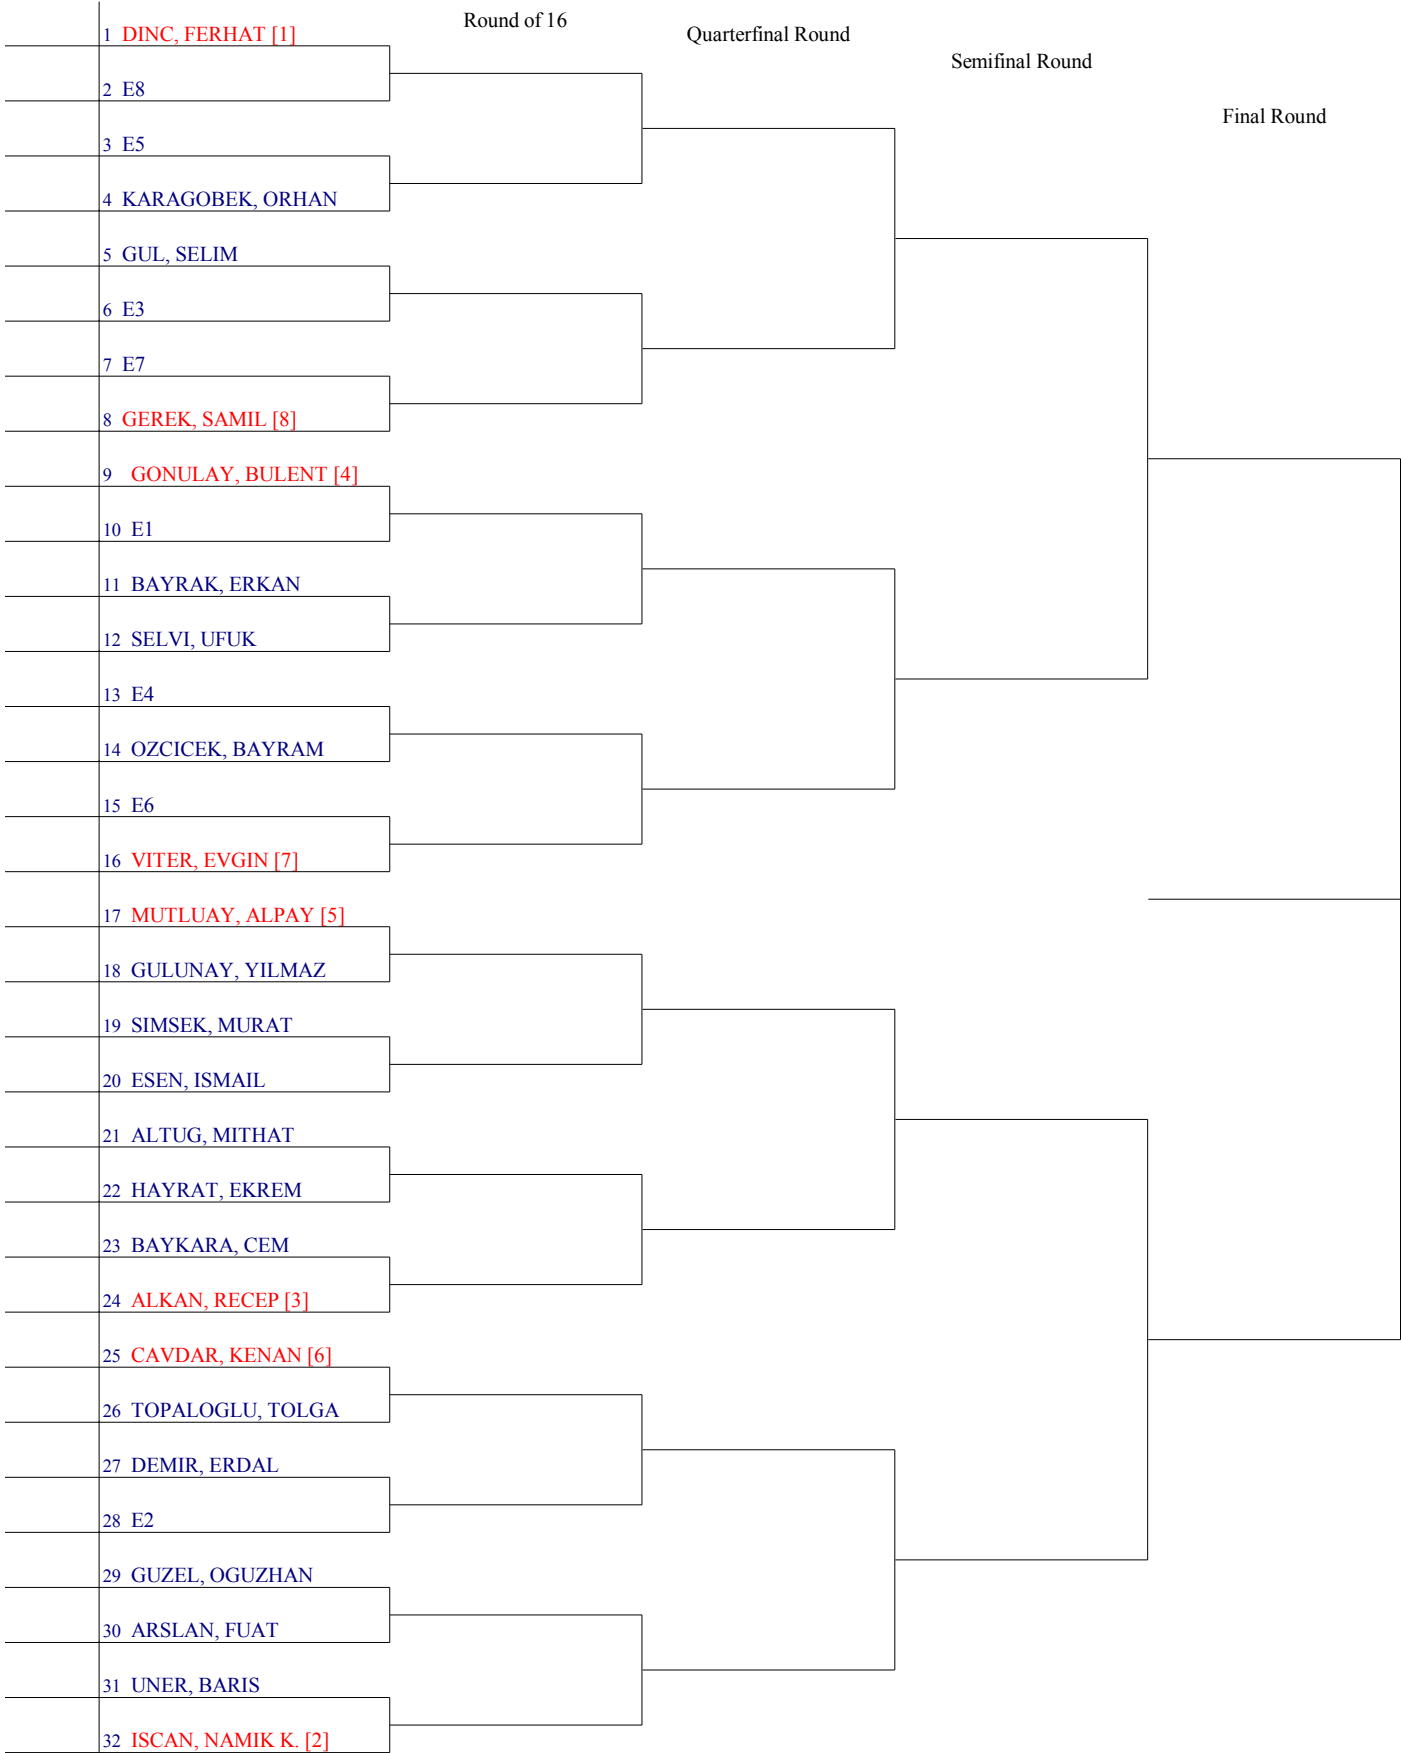 Round of 16
Quarterfinal Round
Semifinal Round
Final Round
1 DINC, FERHAT [1]
2 E8
3 E5
4 KARAGOBEK, ORHAN
5 GUL, SELIM
6 E3
7 E7
8 GEREK, SAMIL [8]
9 GONULAY, BULENT [4]
10 E1
11 BAYRAK, ERKAN
12 SELVI, UFUK
13 E4
14 OZCICEK, BAYRAM
15 E6
16 VITER, EVGIN [7]
17 MUTLUAY, ALPAY [5]
18 GULUNAY, YILMAZ
19 SIMSEK, MURAT
20 ESEN, ISMAIL
21 ALTUG, MITHAT
22 HAYRAT, EKREM
23 BAYKARA, CEM
24 ALKAN, RECEP [3]
25 CAVDAR, KENAN [6]
26 TOPALOGLU, TOLGA
27 DEMIR, ERDAL
28 E2
29 GUZEL, OGUZHAN
30 ARSLAN, FUAT
31 UNER, BARIS
32 ISCAN, NAMIK K. [2]